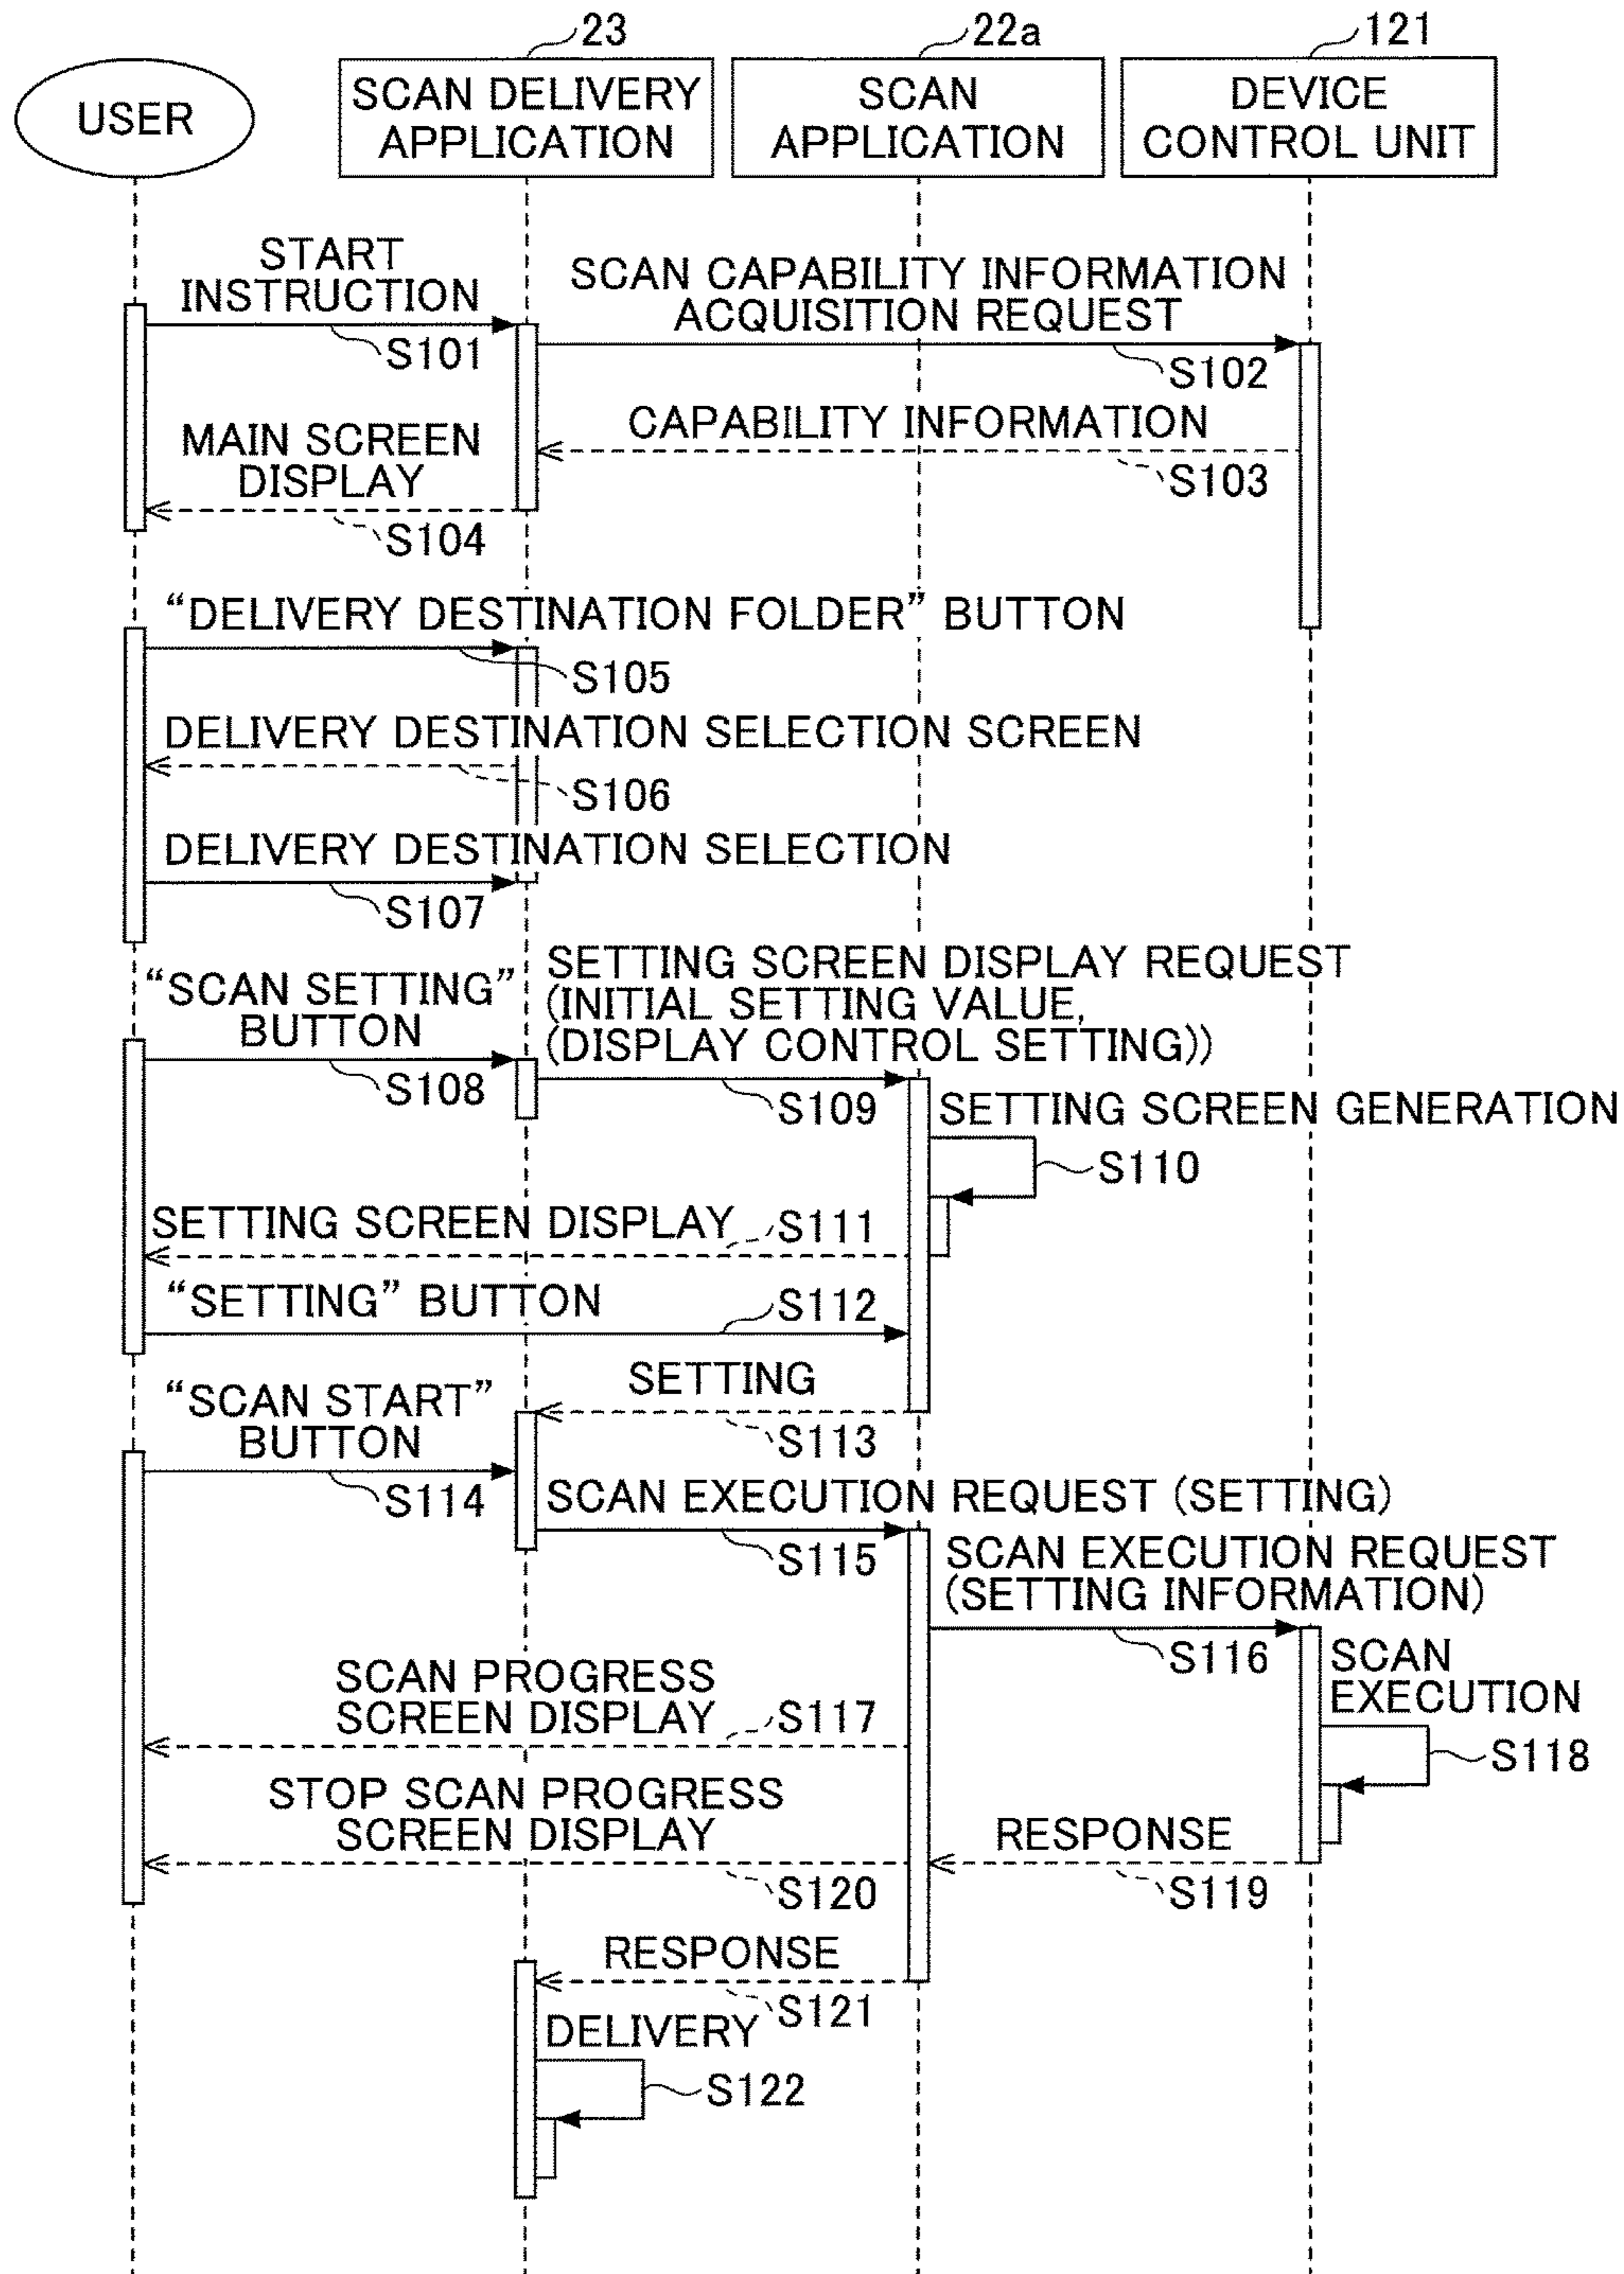 23
22a
121
USER
SCAN DELIVERY
APPLICATION
SCAN
APPLICATION
DEVICE
CONTROL UNIT
START
INSTRUCTION
S101
SCAN CAPABILITY INFORMATION
ACQUISITION REQUEST
S102
CAPABILITY INFORMATION
S103
MAIN SCREEN
DISPLAY
S104
“DELIVERY DESTINATION FOLDER” BUTTON
S105
DELIVERY DESTINATION SELECTION SCREEN
S106
DELIVERY DESTINATION SELECTION
S107
“SCAN SETTING”
BUTTON
S108
SETTING SCREEN DISPLAY REQUEST
(INITIAL SETTING VALUE,
(DISPLAY CONTROL SETTING))
S109
SETTING SCREEN GENERATION
S110
SETTING SCREEN DISPLAY
S111
“SETTING” BUTTON
S112
SETTING
S113
“SCAN START”
BUTTON
S114
SCAN EXECUTION REQUEST (SETTING)
S115
SCAN EXECUTION REQUEST
(SETTING INFORMATION)
S116
SCAN PROGRESS
SCREEN DISPLAY
S117
SCAN
EXECUTION
S118
STOP SCAN PROGRESS
SCREEN DISPLAY
S120
RESPONSE
S119
RESPONSE
S121
DELIVERY
S122